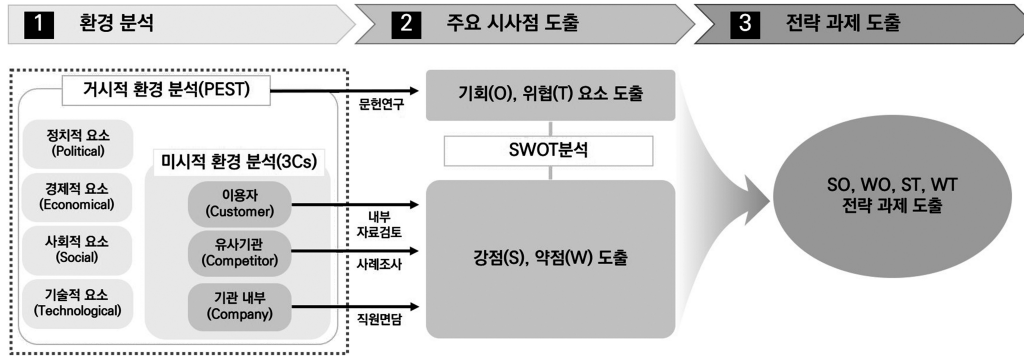 1 환경 분석
2 주요 시사점 도출
3 전략 과제 도출
거시적 환경 분석(PEST)
정치적 요소
(Political)
경제적 요소
(Economical)
사회적 요소
(Social)
기술적 요소
(Technological)
미시적 환경 분석(3Cs)
이용자
(Customer)
유사기관
(Competitor)
기관 내부
(Company)
문헌연구
내부
자료검토
사례조사
직원면담
기회(O), 위협(T) 요소 도출
SWOT분석
강점(S), 약점(W) 도출
SO, WO, ST, WT
전략 과제 도출